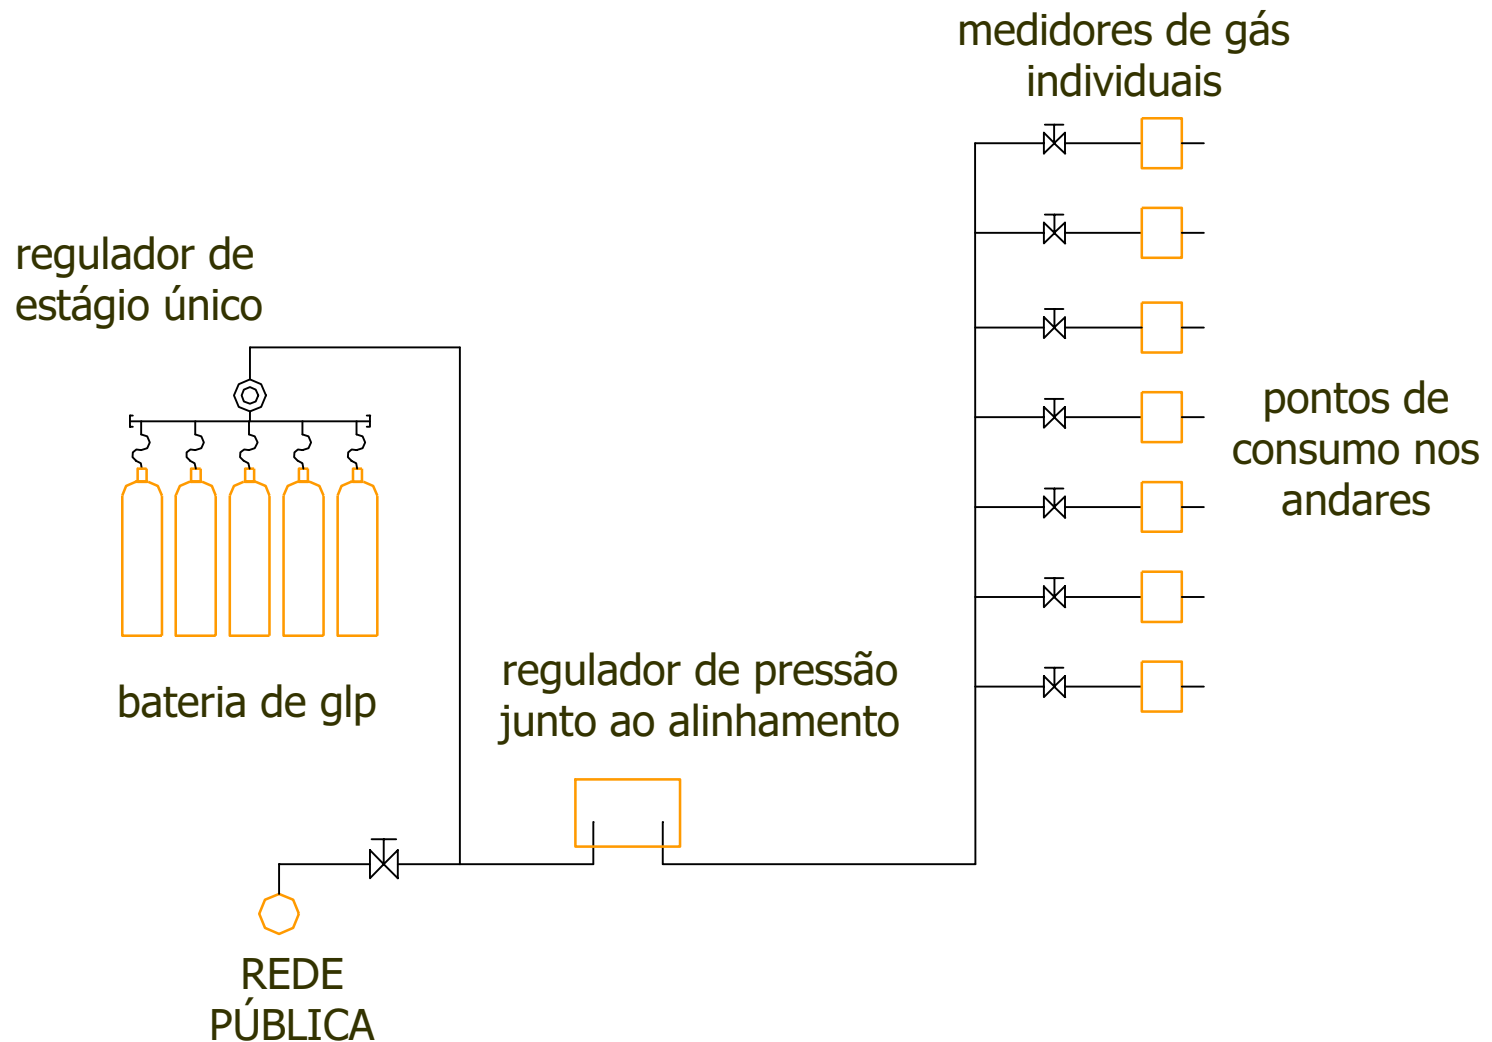 medidores de gás
individuais
regulador de
estágio único
pontos de
consumo nos
andares
bateria de glp
regulador de pressão
junto ao alinhamento
REDE
PÚBLICA